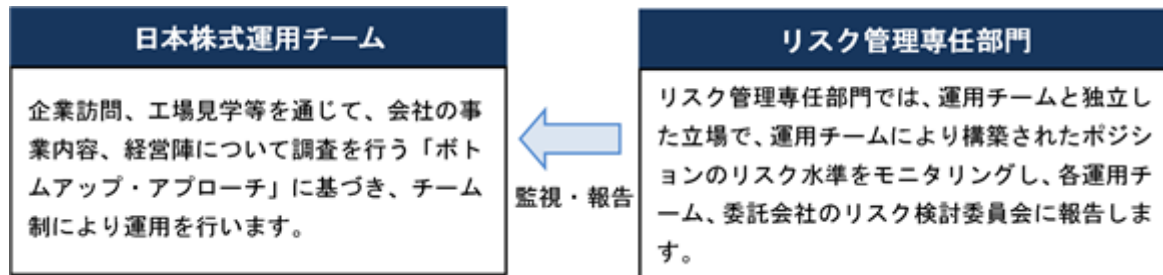 日本株式運用チーム
企業訪問、工場見学等を通じて、会社の事
業内容、経営陣について調査を行う「ボト
ムアップ・アプローチ」に基づき、チーム
制により運用を行います。
監視・報告
リスク管理専任部門
リスク管理専任部門では、運用チームと独立し
た立場で、運用チームにより構築されたポジシ
ョンのリスク水準をモニタリングし、各運用チ
ーム、委託会社のリスク検討委員会に報告しま
す。